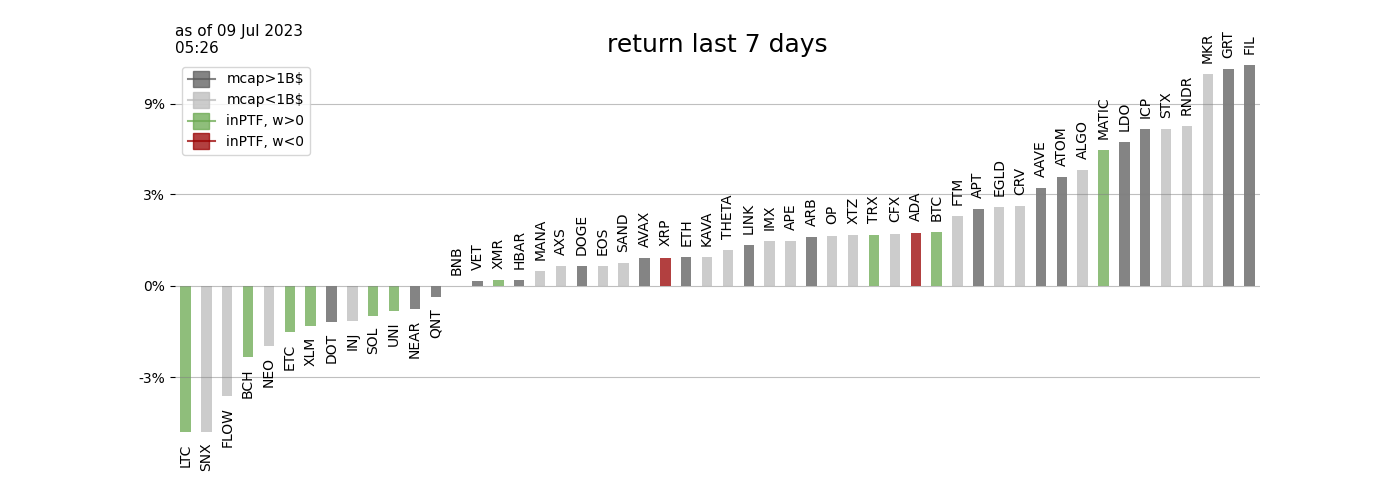 as of 09 Jul 2023
05:26
return last 7 days
mcap>1B$
mcap<1B$
inPTF, w>0
inPTF, w<0
9%
3%
0%
-3%
LTC
SNX
FLOW
BCH
NEO
ETC
XLM
DOT
INJ
SOL
UNI
NEAR
QNT
BNB
VET
XMR
HBAR
MANA
AXS
DOGE
EOS
SAND
AVAX
XRP
ETH
KAVA
THETA
LINK
IMX
APE
ARB
OP
XTZ
TRX
CFX
ADA
BTC
FTM
APT
EGLD
CRV
AAVE
ATOM
ALGO
MATIC
LDO
ICP
STX
RNDR
MKR
GRT
FIL